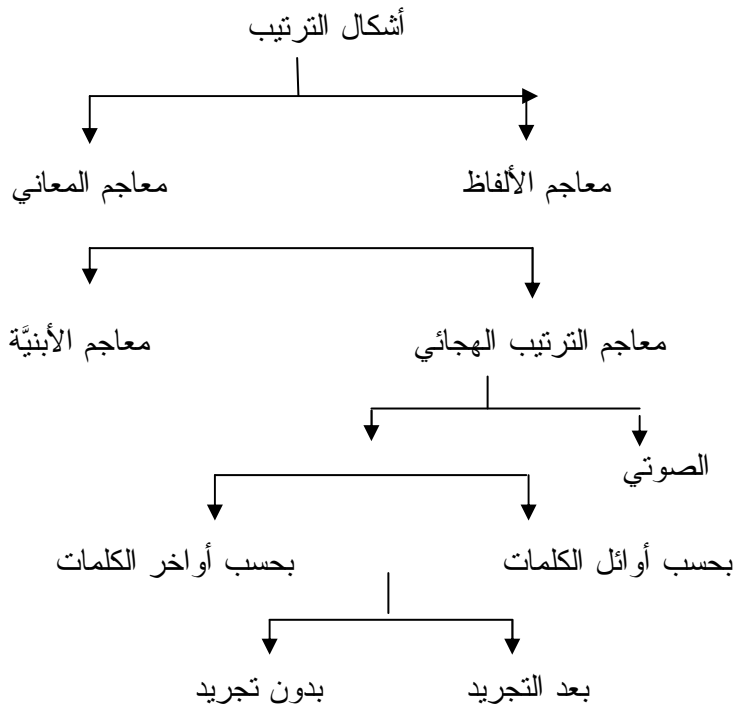 أشكال الترتيب
معاجم الألفاظ
معاجم المعاني
معاجم الترتيب الهجائي
معاجم الأبنيَّة
الصوتي
بحسب أوائل الكلمات
بحسب أواخر الكلمات
بعد التجريد
بدون تجريد